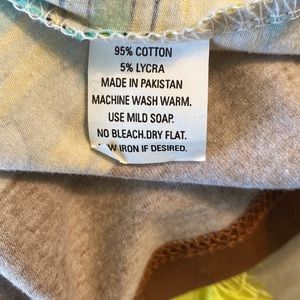 95% COTTON
5% LYCRA
MADE IN PAKISTAN
MACHINE WASH WARM.
USE MILD SOAP.
NO BLEACH.DRY FLAT.
W IRON IF DESIRED.